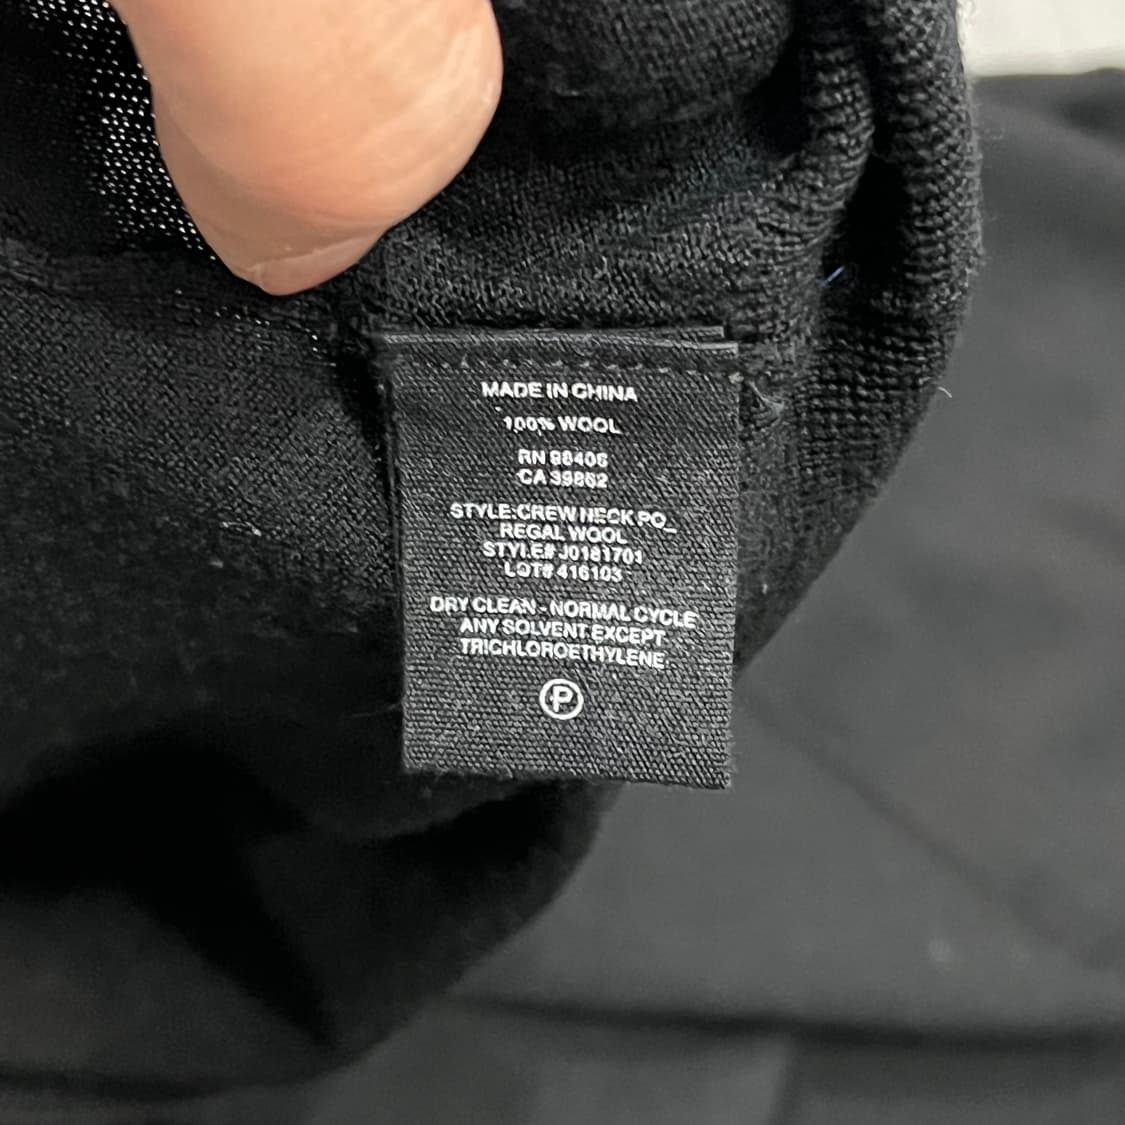 MADE IN CHINA
100% WOOL
RN 98406
CA 39862
STYLE:CREW NECK PO_
REGAL WOOL
STYLE# J0181701
LOT# 416103
DRY CLEAN - NORMAL CYCLE
ANY SOLVENT EXCEPT
TRICHLOROETHYLENE
P